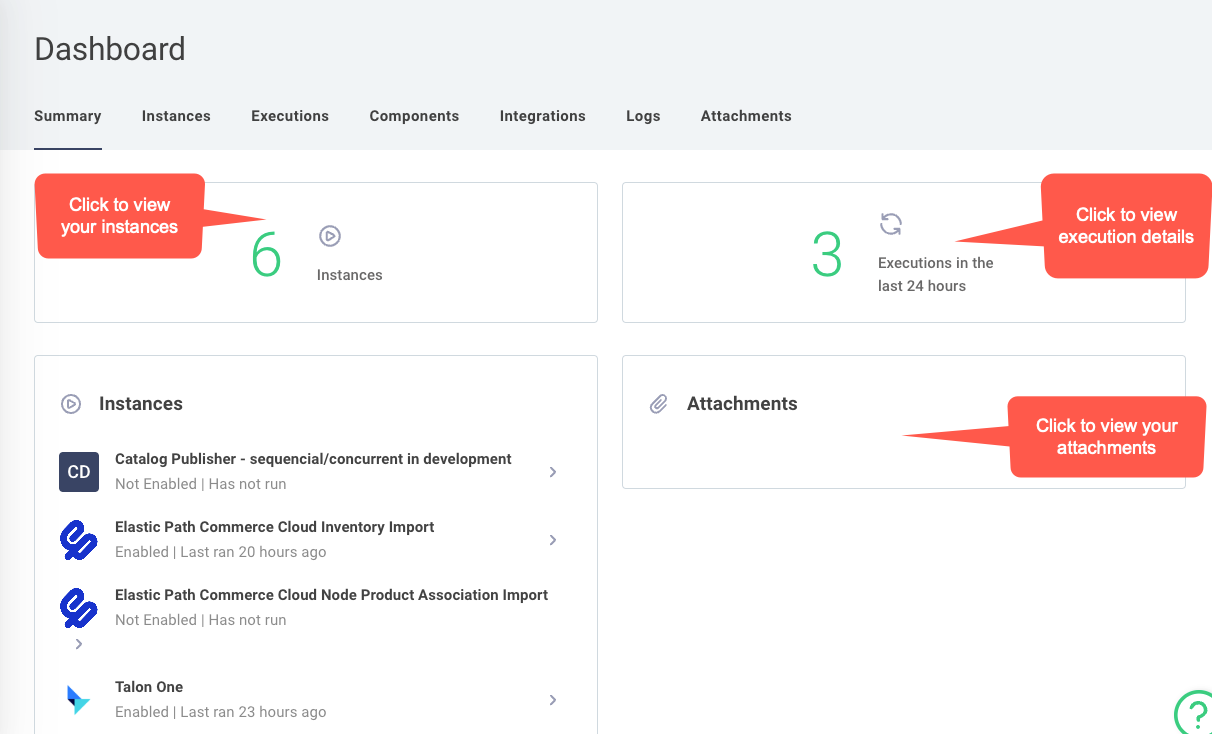 Dashboard
Summary Instances Executions Components Integrations Logs Attachments
Click to view
your instances
6
Instances
3
Executions in the
last 24 hours
Click to view
execution details
Instances
CD
Catalog Publisher - sequencial/concurrent in development
Not Enabled | Has not run
Elastic Path Commerce Cloud Inventory Import
Enabled | Last ran 20 hours ago
Elastic Path Commerce Cloud Node Product Association Import
Not Enabled | Has not run
Talon One
Enabled | Last ran 23 hours ago
Attachments
Click to view your
attachments
?